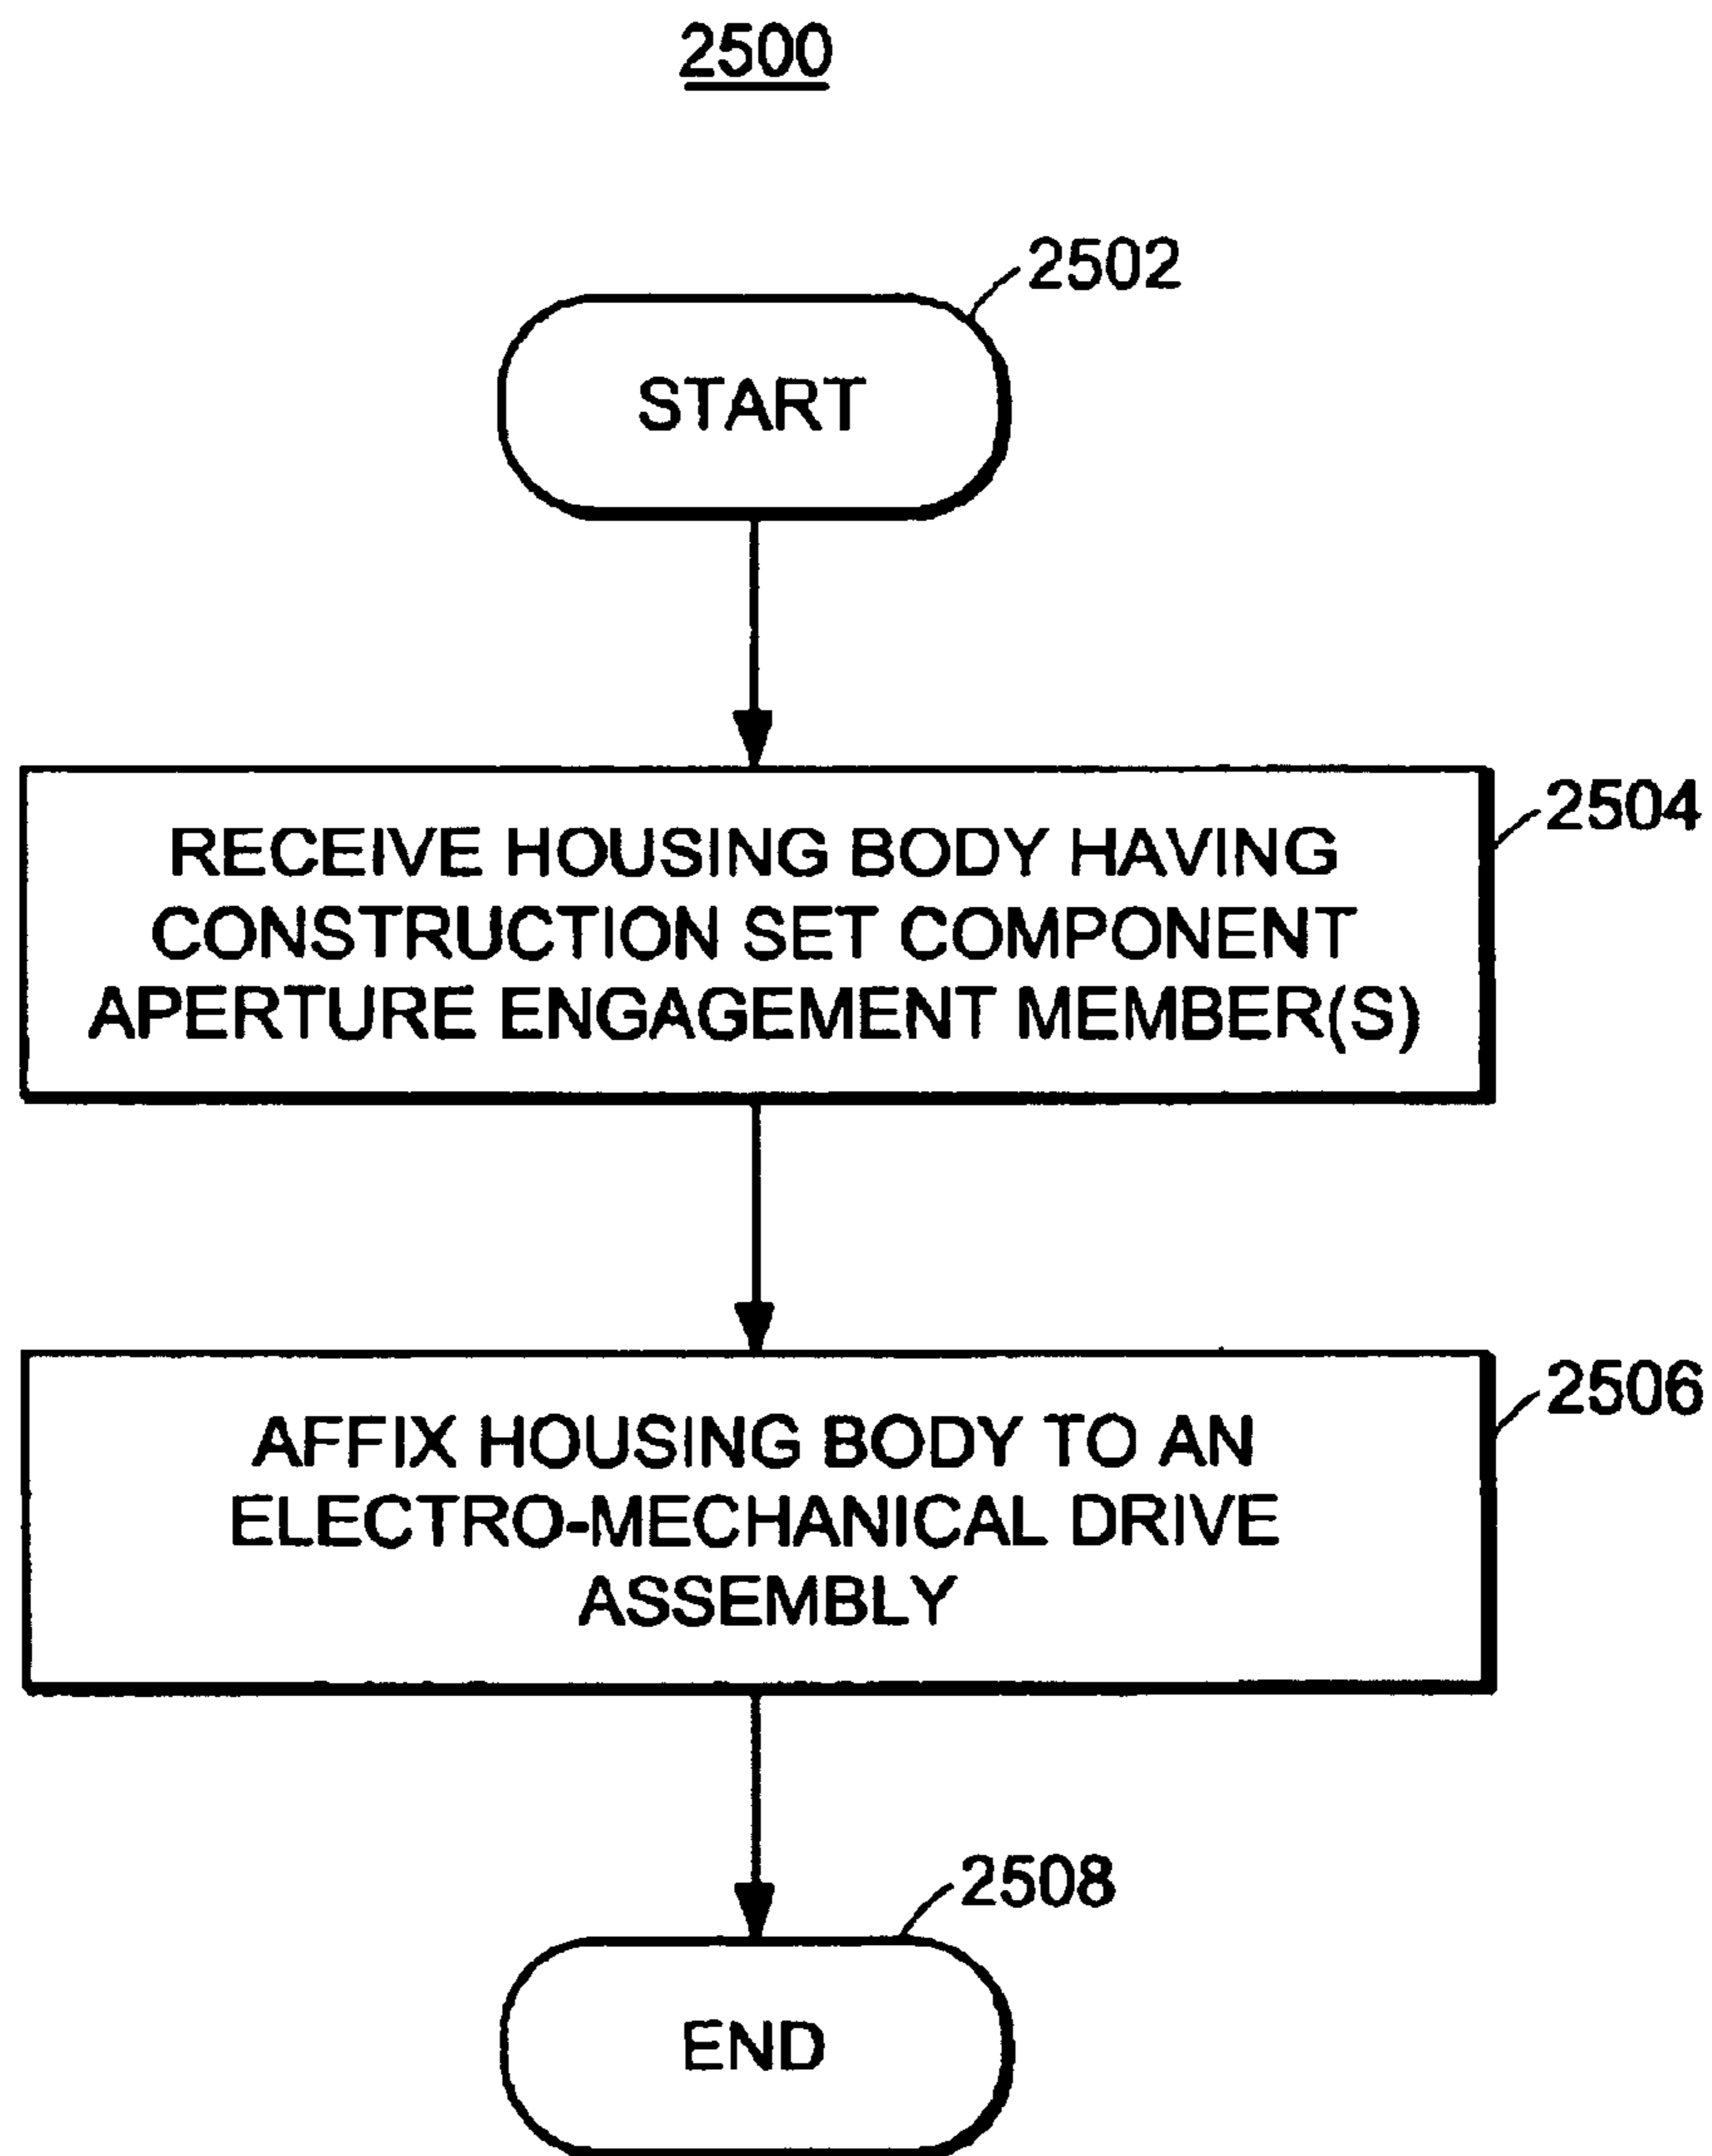 2500
2502
START
2504
RECEIVE HOUSING BODY HAVING
CONSTRUCTION SET COMPONENT
APERTURE ENGAGEMENT MEMBER(S)
2506
AFFIX HOUSING BODY TO AN
ELECTRO-MECHANICAL DRIVE
ASSEMBLY
2508
END